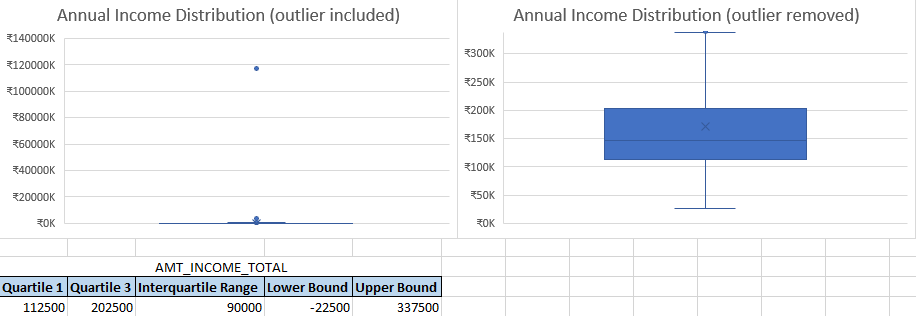 Annual Income Distribution (outlier included)
₹140000K
₹120000K
₹100000K
₹80000K
₹60000K
₹40000K
₹20000K
₹0K
Annual Income Distribution (outlier removed)
₹300K
₹250K
₹200K
₹150K
₹100K
₹50K
₹0K
AMT_INCOME_TOTAL
Quartile 1 Quartile 3 Interquartile Range Lower Bound Upper Bound
112500 202500 90000 -22500 337500